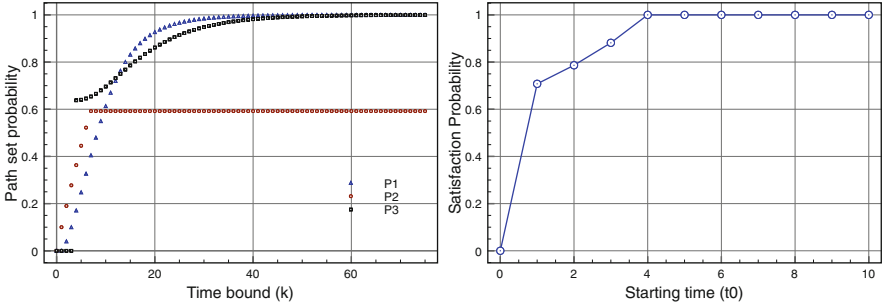 Path set probability
1
0.8
0.6
0.4
0.2
0
0 20 40 60
Time bound (k)
P1
P2
P3
Satisfaction Probability
1
0.8
0.6
0.4
0.2
0
0 2 4 6 8 10
Starting time (t0)